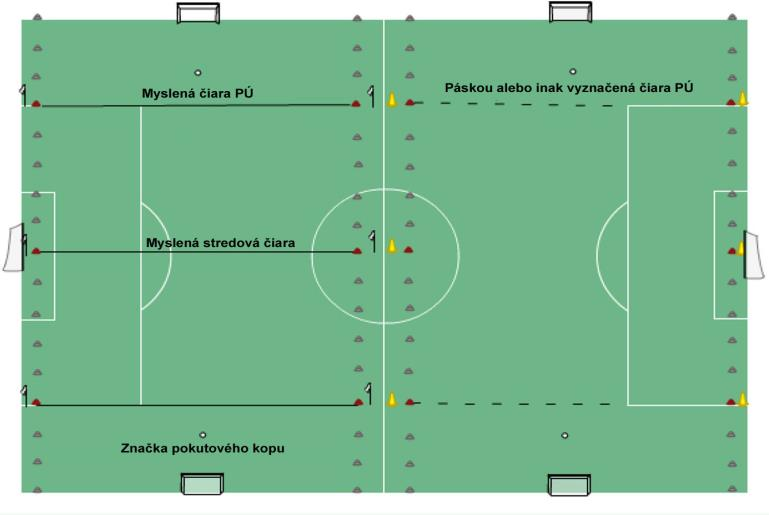 Myslená čiara PÚ
Páskou alebo inak vyznačená čiara PÚ
Myslená stredová čiara
Značka pokutového kopu